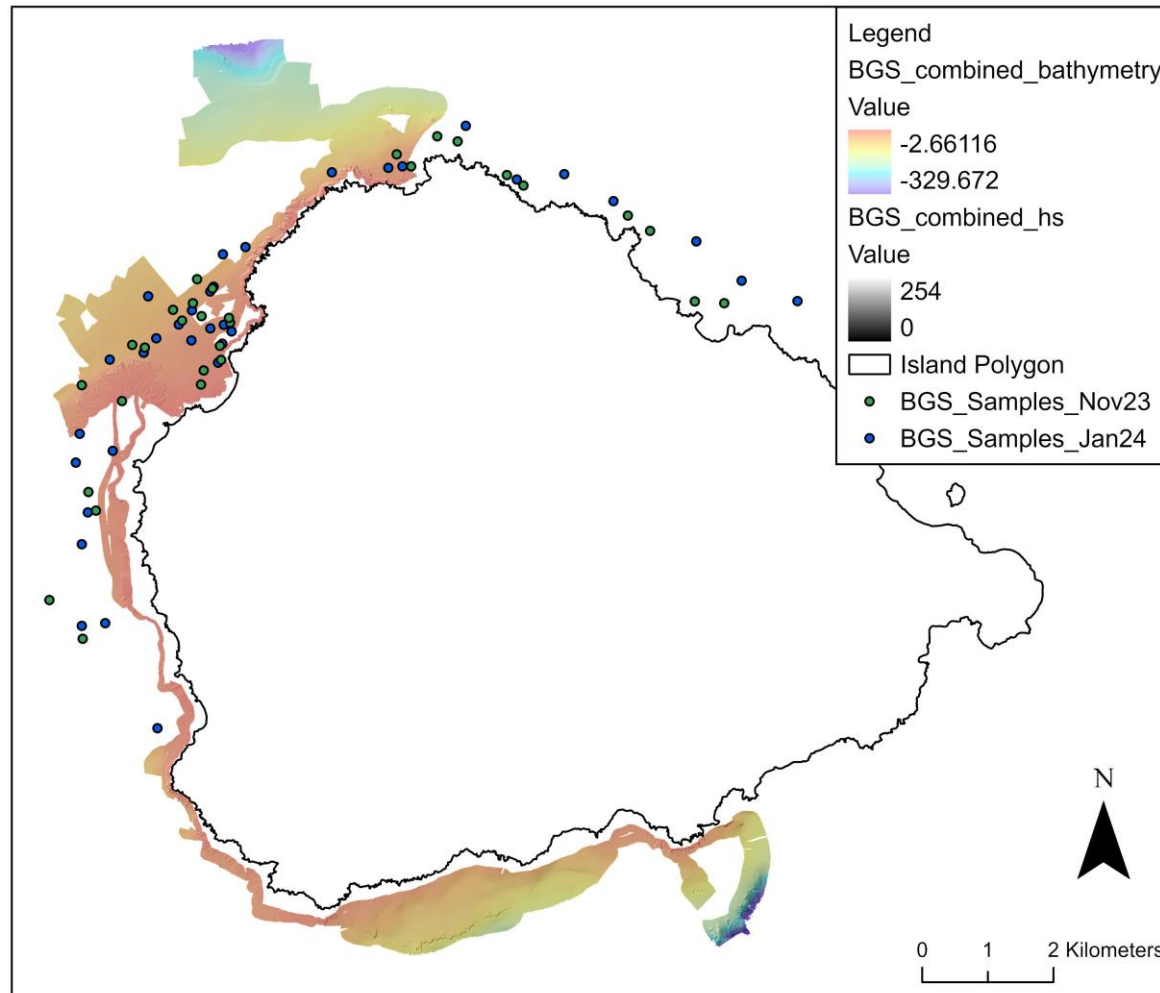 Legend
BGS_combined_bathymetry
Value
-2.66116
-329.672
BGS_combined_hs
Value
254
0
Island Polygon
BGS_Samples_Nov23
BGS_Samples_Jan24
N
0 1 2 Kilometers